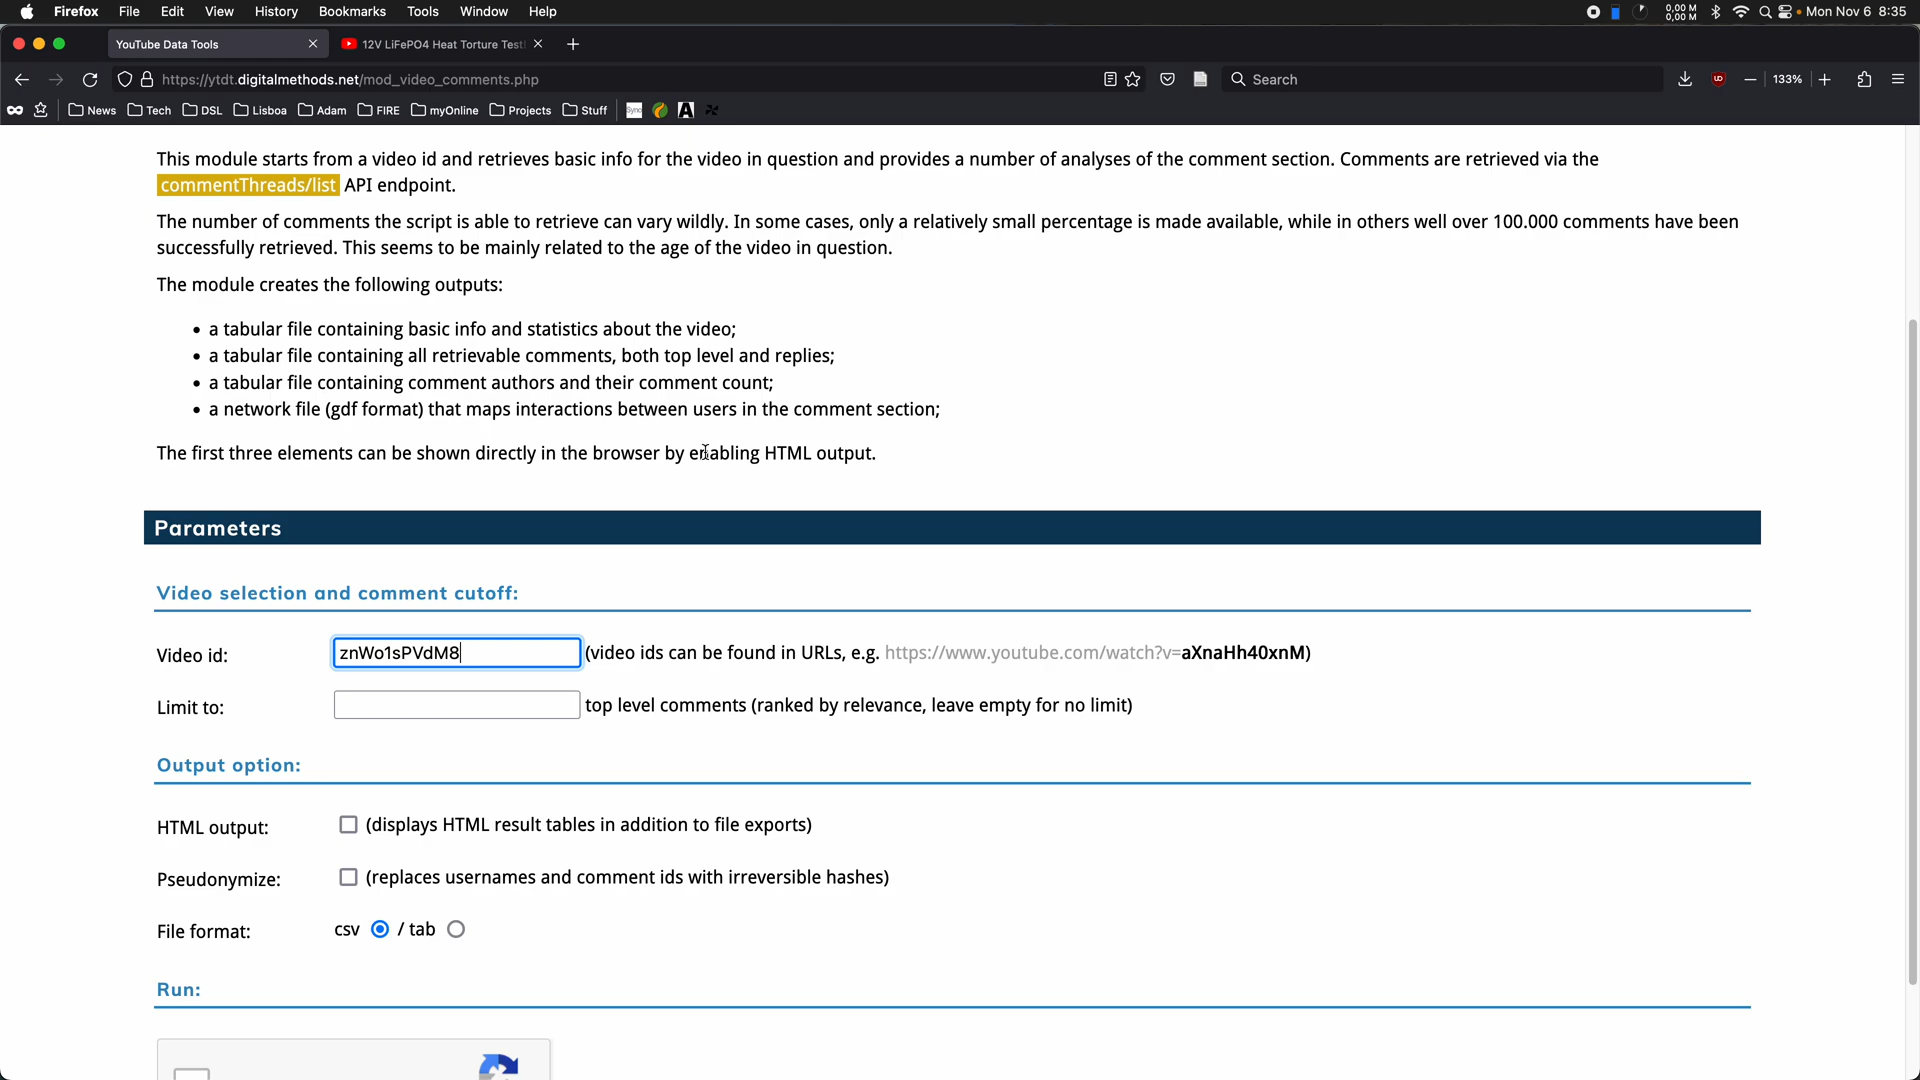 Firefox File Edit View History Bookmarks Tools Window Help 0,00 M 0,00 M Mon Nov 6 8:35
YouTube Data Tools 12V LiFePO4 Heat Torture Test!
https://ytdt.digitalmethods.net/mod_video_comments.php Search 133%
News Tech DSL Lisboa Adam FIRE myOnline Projects Stuff
This module starts from a video id and retrieves basic info for the video in question and provides a number of analyses of the comment section. Comments are retrieved via the
commentThreads/list API endpoint.
The number of comments the script is able to retrieve can vary wildly. In some cases, only a relatively small percentage is made available, while in others well over 100.000 comments have been
successfully retrieved. This seems to be mainly related to the age of the video in question.
The module creates the following outputs:
• a tabular file containing basic info and statistics about the video;
• a tabular file containing all retrievable comments, both top level and replies;
• a tabular file containing comment authors and their comment count;
• a network file (gdf format) that maps interactions between users in the comment section;
The first three elements can be shown directly in the browser by enabling HTML output.
Parameters
Video selection and comment cutoff:
Video id: znWo1sPVdM8 (video ids can be found in URLs, e.g. https://www.youtube.com/watch?v=aXnaHh40xnM)
Limit to: top level comments (ranked by relevance, leave empty for no limit)
Output option:
HTML output: (displays HTML result tables in addition to file exports)
Pseudonymize: (replaces usernames and comment ids with irreversible hashes)
File format: csv / tab
Run: